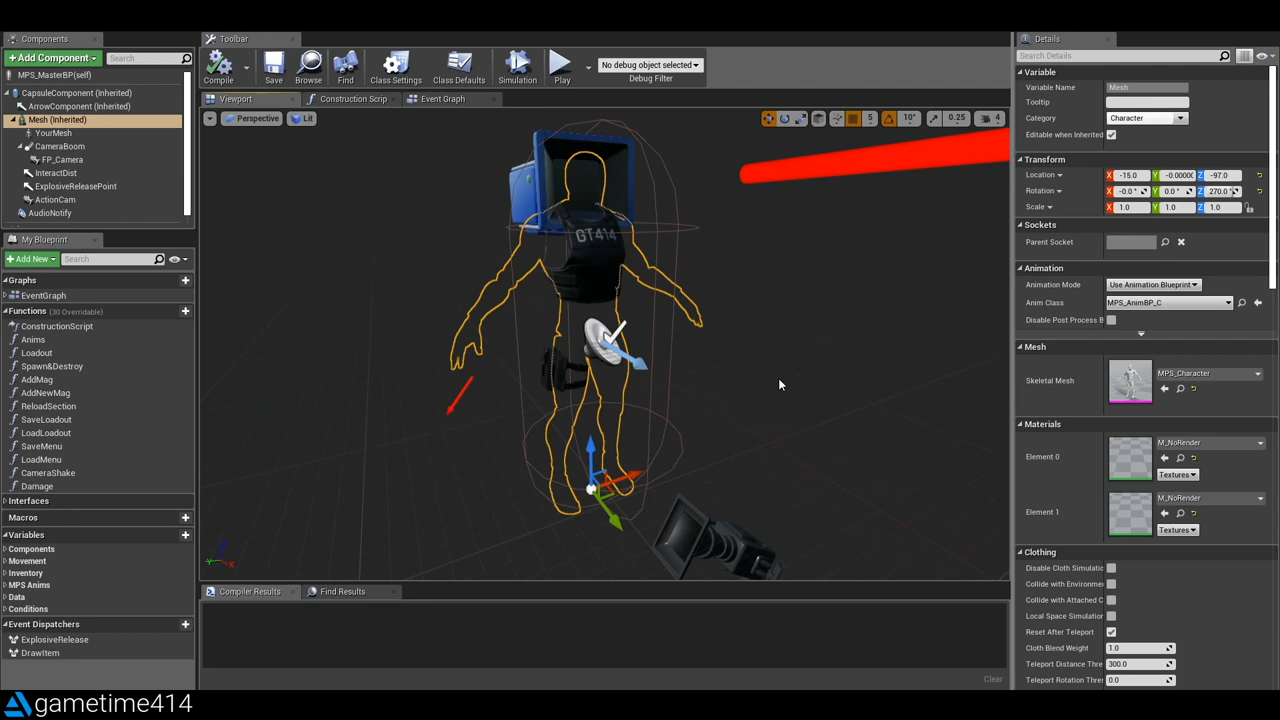 Components
Toolbar
Details
Add Component
Search
MPS_MasterBP(self)
CapsuleComponent (Inherited)
ArrowComponent (Inherited)
Mesh (Inherited)
YourMesh
CameraBoom
FP_Camera
InteractDist
ExplosiveReleasePoint
ActionCam
AudioNotify
My Blueprint
Add New
Search
Graphs
EventGraph
Functions (30 Overridable)
ConstructionScript
Anims
Loadout
Spawn&Destroy
AddMag
AddNewMag
ReloadSection
SaveLoadout
LoadLoadout
SaveMenu
LoadMenu
CameraShake
Damage
Interfaces
Macros
Variables
Components
Movement
Inventory
MPS Anims
Data
Conditions
Event Dispatchers
ExplosiveRelease
DrawItem
Compile
Save
Browse
Find
Class Settings
Class Defaults
Simulation
Play
No debug object selected
Debug Filter
Viewport
Construction Scrip
Event Graph
Perspective
Lit
5
10°
0.25
4
GT414
Compiler Results
Find Results
Clear
Search Details
Variable
Variable Name
Mesh
Tooltip
Category
Character
Editable when Inherited
Transform
Location
X -15.0
Y -0.0000(
Z -97.0
Rotation
X -0.0 °
Y 0.0 °
Z 270.0 °
Scale
X 1.0
Y 1.0
Z 1.0
Sockets
Parent Socket
Animation
Animation Mode
Use Animation Blueprint
Anim Class
MPS_AnimBP_C
Disable Post Process B
Mesh
Skeletal Mesh
MPS_Character
Materials
Element 0
M_NoRender
Textures
Element 1
M_NoRender
Textures
Clothing
Disable Cloth Simulatic
Collide with Environme
Collide with Attached C
Local Space Simulation
Reset After Teleport
Cloth Blend Weight
1.0
Teleport Distance Thre
300.0
Teleport Rotation Thre
0.0
gametime414